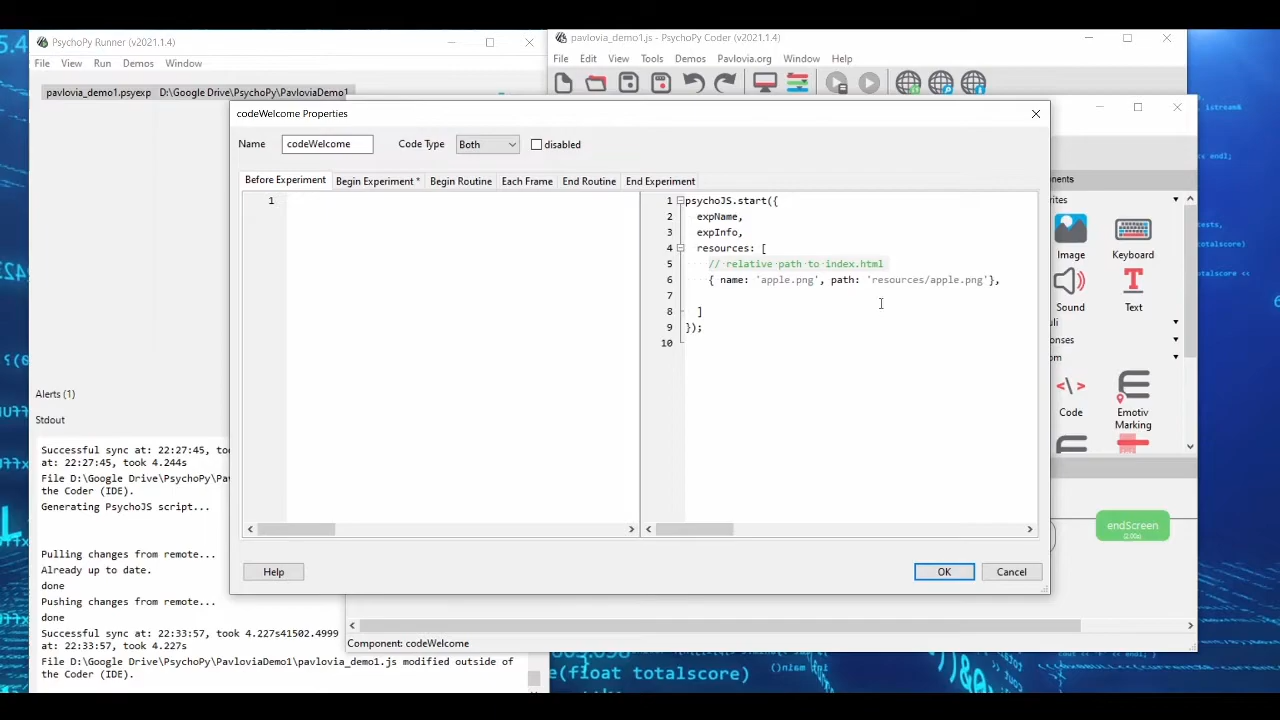 PsychoPy Runner (v2021.1.4)
File View Run Demos Window
pavlovia_demo1.psyexp D:\Google Drive\PsychoPy\PavloviaDemo1
pavlovia_demo1.js - PsychoPy Coder (v2021.1.4)
File Edit View Tools Demos Pavlovia.org Window Help
codeWelcome Properties
Name codeWelcome Code Type Both disabled
Before Experiment Begin Experiment * Begin Routine Each Frame End Routine End Experiment
1
1 psychoJS.start({
2 expName,
3 expInfo,
4 resources: [
5 // relative path to index.html
6 { name: 'apple.png', path: 'resources/apple.png'},
7
8 ]
9 });
10
Help
OK
Cancel
Image
Keyboard
Sound
Text
Code
Emotiv
Marking
endScreen
(2.00s)
Alerts (1)
Stdout
Successful sync at: 22:27:45, took
at: 22:27:45, took 4.244s
File D:\Google Drive\PsychoPy\Pav
the Coder (IDE).
Generating PsychoJS script...
Pulling changes from remote...
Already up to date.
done
Pushing changes from remote...
done
Successful sync at: 22:33:57, took 4.227s41502.4999
at: 22:33:57, took 4.227s
File D:\Google Drive\PsychoPy\PavloviaDemo1\pavlovia_demo1.js modified outside of
the Coder (IDE).
Component: codeWelcome
e(float totalscore)